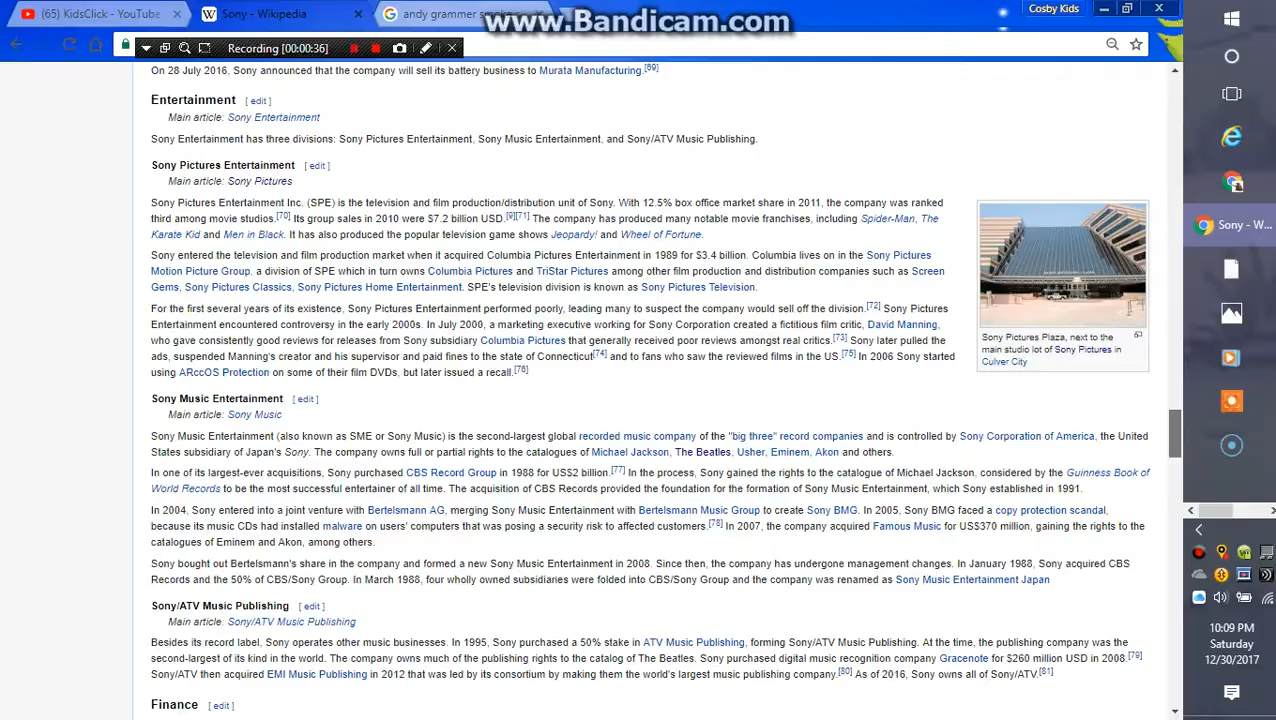 (65) KidsClick - YouTube
Sony - Wikipedia
andy grammer smoke
www.Bandicam.com
Cosby Kids
Recording [00:00:36]
On 28 July 2016, Sony announced that the company will sell its battery business to Murata Manufacturing.[69]
Entertainment [ edit ]
Main article: Sony Entertainment
Sony Entertainment has three divisions: Sony Pictures Entertainment, Sony Music Entertainment, and Sony/ATV Music Publishing.
Sony Pictures Entertainment [ edit ]
Main article: Sony Pictures
Sony Pictures Entertainment Inc. (SPE) is the television and film production/distribution unit of Sony. With 12.5% box office market share in 2011, the company was ranked
third among movie studios.[70] Its group sales in 2010 were $7.2 billion USD.[9][71] The company has produced many notable movie franchises, including Spider-Man, The
Karate Kid and Men in Black. It has also produced the popular television game shows Jeopardy! and Wheel of Fortune.
Sony entered the television and film production market when it acquired Columbia Pictures Entertainment in 1989 for $3.4 billion. Columbia lives on in the Sony Pictures
Motion Picture Group, a division of SPE which in turn owns Columbia Pictures and TriStar Pictures among other film production and distribution companies such as Screen
Gems, Sony Pictures Classics, Sony Pictures Home Entertainment. SPE's television division is known as Sony Pictures Television.
For the first several years of its existence, Sony Pictures Entertainment performed poorly, leading many to suspect the company would sell off the division.[72] Sony Pictures
Entertainment encountered controversy in the early 2000s. In July 2000, a marketing executive working for Sony Corporation created a fictitious film critic, David Manning,
who gave consistently good reviews for releases from Sony subsidiary Columbia Pictures that generally received poor reviews amongst real critics.[73] Sony later pulled the
ads, suspended Manning's creator and his supervisor and paid fines to the state of Connecticut[74] and to fans who saw the reviewed films in the US.[75] In 2006 Sony started
using ARccOS Protection on some of their film DVDs, but later issued a recall.[76]
Sony Pictures Plaza, next to the
main studio lot of Sony Pictures in
Culver City
Sony Music Entertainment [ edit ]
Main article: Sony Music
Sony Music Entertainment (also known as SME or Sony Music) is the second-largest global recorded music company of the "big three" record companies and is controlled by Sony Corporation of America, the United
States subsidiary of Japan's Sony. The company owns full or partial rights to the catalogues of Michael Jackson, The Beatles, Usher, Eminem, Akon and others.
In one of its largest-ever acquisitions, Sony purchased CBS Record Group in 1988 for US$2 billion.[77] In the process, Sony gained the rights to the catalogue of Michael Jackson, considered by the Guinness Book of
World Records to be the most successful entertainer of all time. The acquisition of CBS Records provided the foundation for the formation of Sony Music Entertainment, which Sony established in 1991.
In 2004, Sony entered into a joint venture with Bertelsmann AG, merging Sony Music Entertainment with Bertelsmann Music Group to create Sony BMG. In 2005, Sony BMG faced a copy protection scandal,
because its music CDs had installed malware on users' computers that was posing a security risk to affected customers.[78] In 2007, the company acquired Famous Music for US$370 million, gaining the rights to the
catalogues of Eminem and Akon, among others.
Sony bought out Bertelsmann's share in the company and formed a new Sony Music Entertainment in 2008. Since then, the company has undergone management changes. In January 1988, Sony acquired CBS
Records and the 50% of CBS/Sony Group. In March 1988, four wholly owned subsidiaries were folded into CBS/Sony Group and the company was renamed as Sony Music Entertainment Japan
Sony/ATV Music Publishing [ edit ]
Main article: Sony/ATV Music Publishing
Besides its record label, Sony operates other music businesses. In 1995, Sony purchased a 50% stake in ATV Music Publishing, forming Sony/ATV Music Publishing. At the time, the publishing company was the
second-largest of its kind in the world. The company owns much of the publishing rights to the catalog of The Beatles. Sony purchased digital music recognition company Gracenote for $260 million USD in 2008.[79]
Sony/ATV then acquired EMI Music Publishing in 2012 that was led by its consortium by making them the world's largest music publishing company.[80] As of 2016, Sony owns all of Sony/ATV.[81]
Finance [ edit ]
Sony - W...
10:09 PM
Saturday
12/30/2017